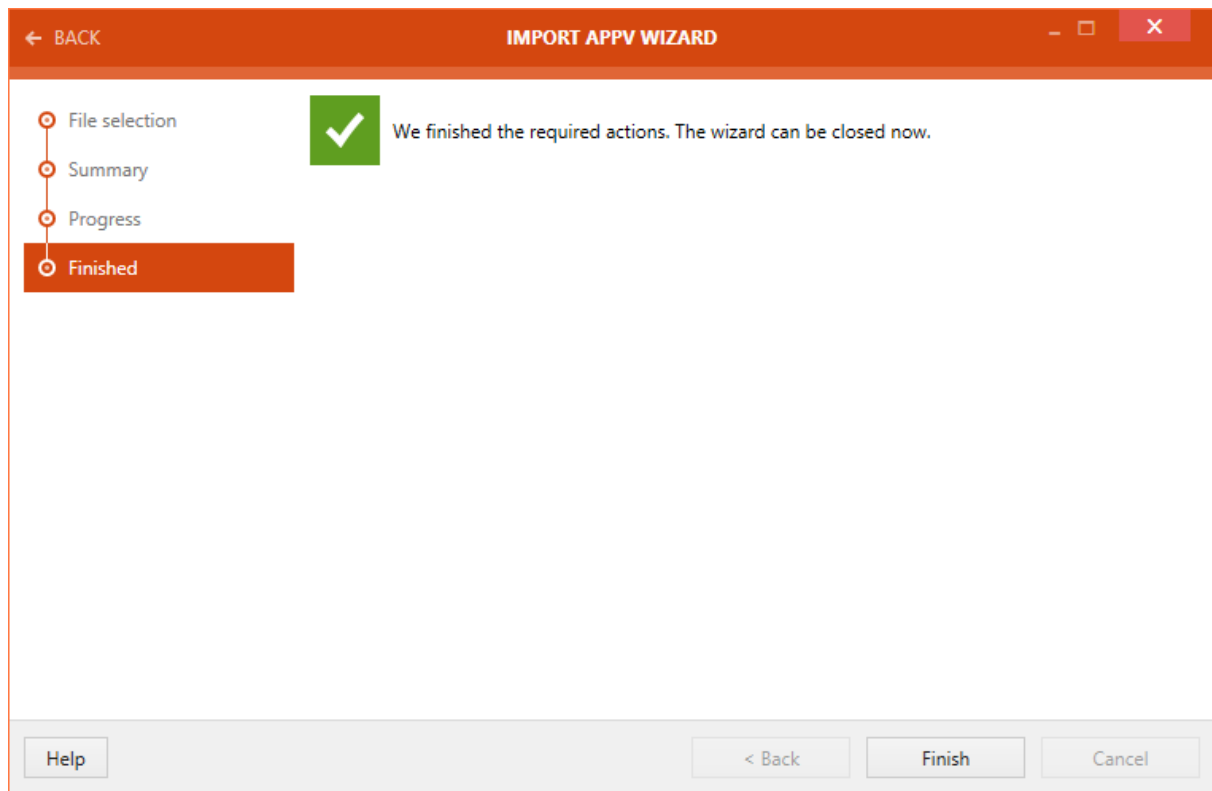 BACK
IMPORT APPV WIZARD
File selection
We finished the required actions. The wizard can be closed now.
Summary
Progress
Finished
Help
< Back
Finish
Cancel